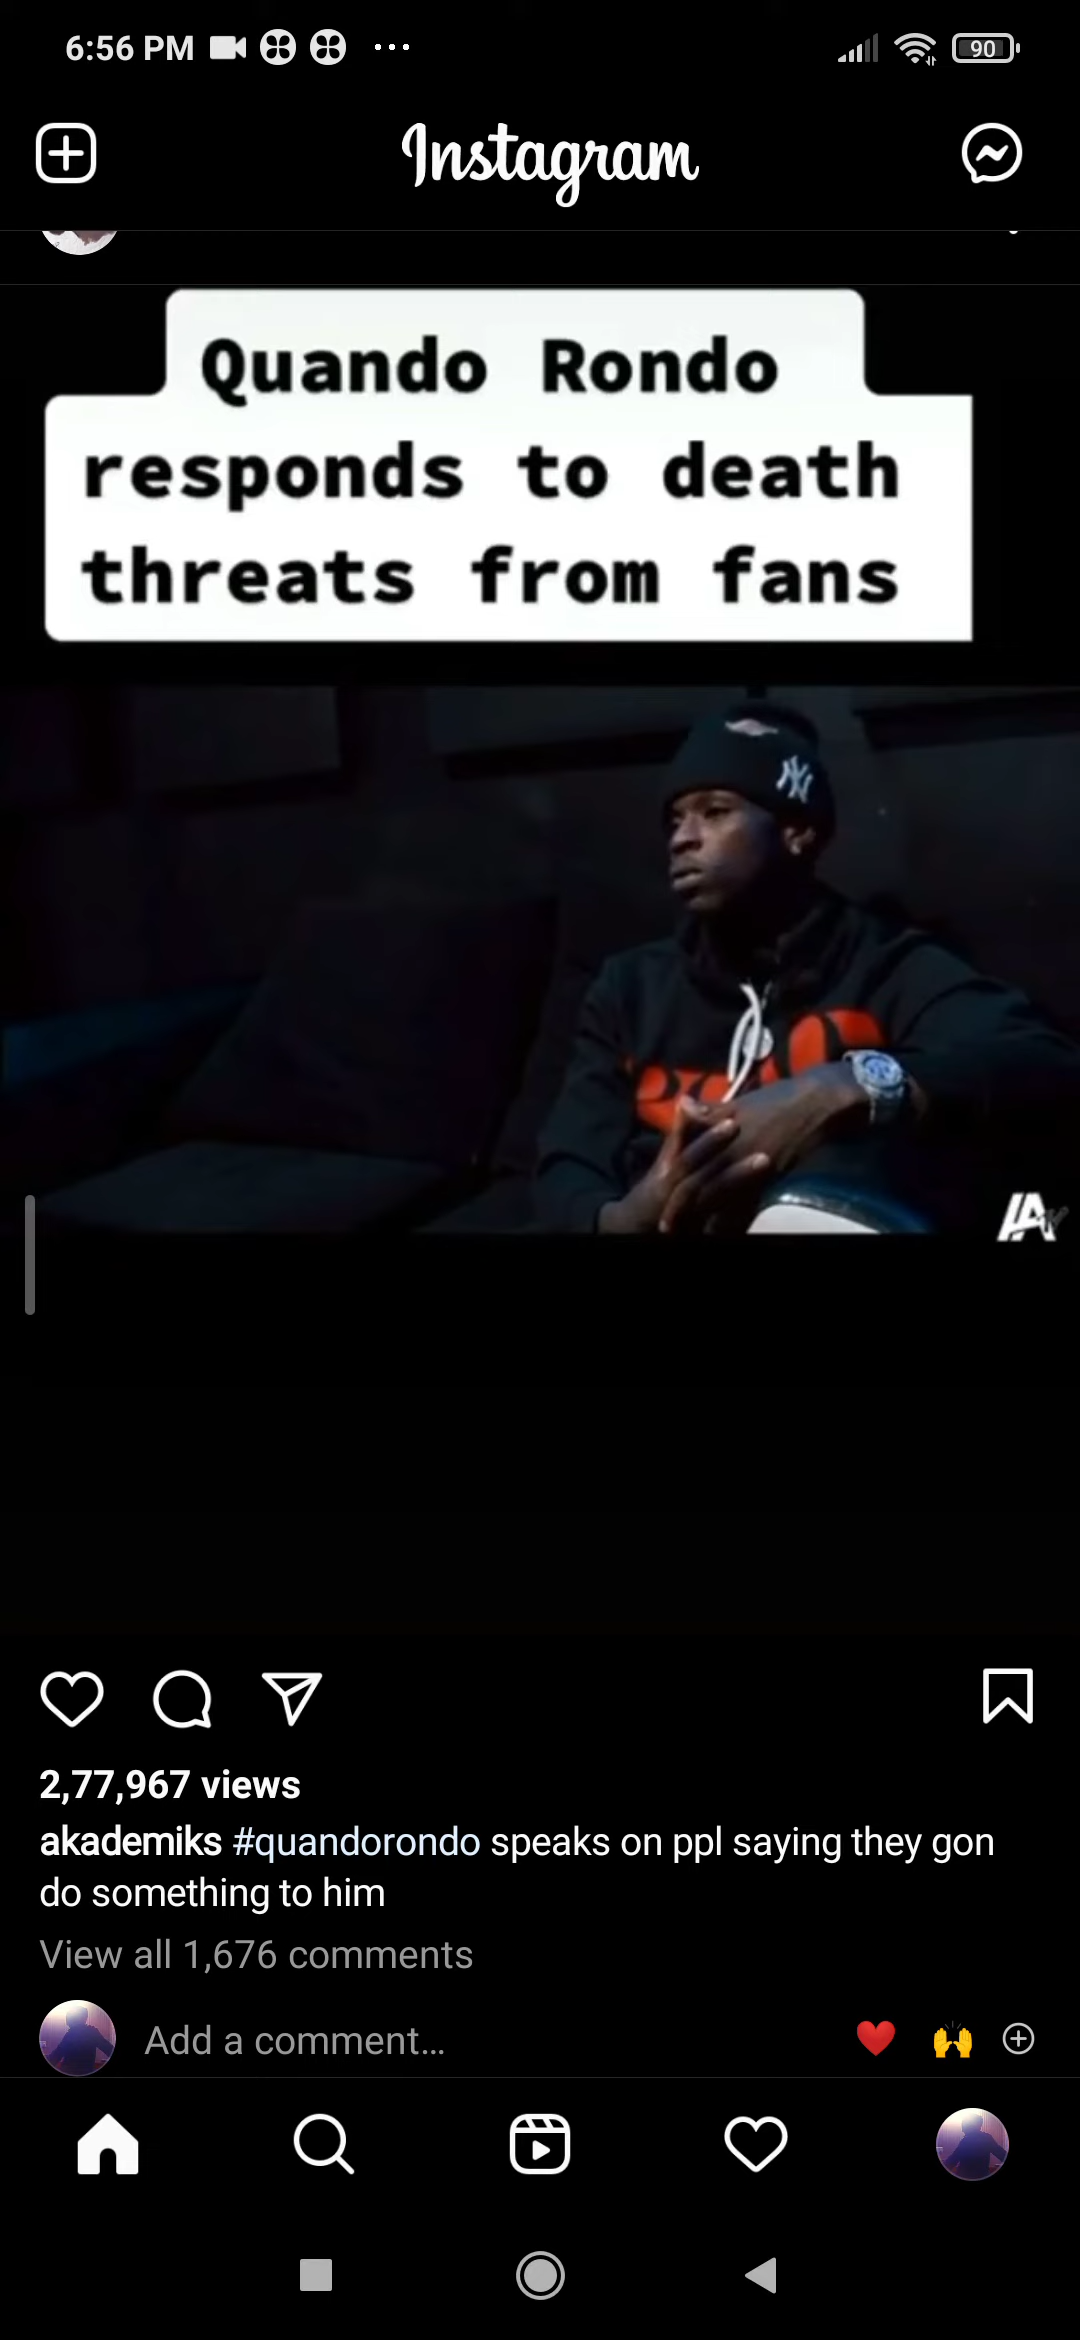 6:56 PM
90
Instagram
Quando Rondo
responds to death
threats from fans
NY
2,77,967 views
akademiks #quandorondo speaks on ppl saying they gon
do something to him
View all 1,676 comments
Add a comment...